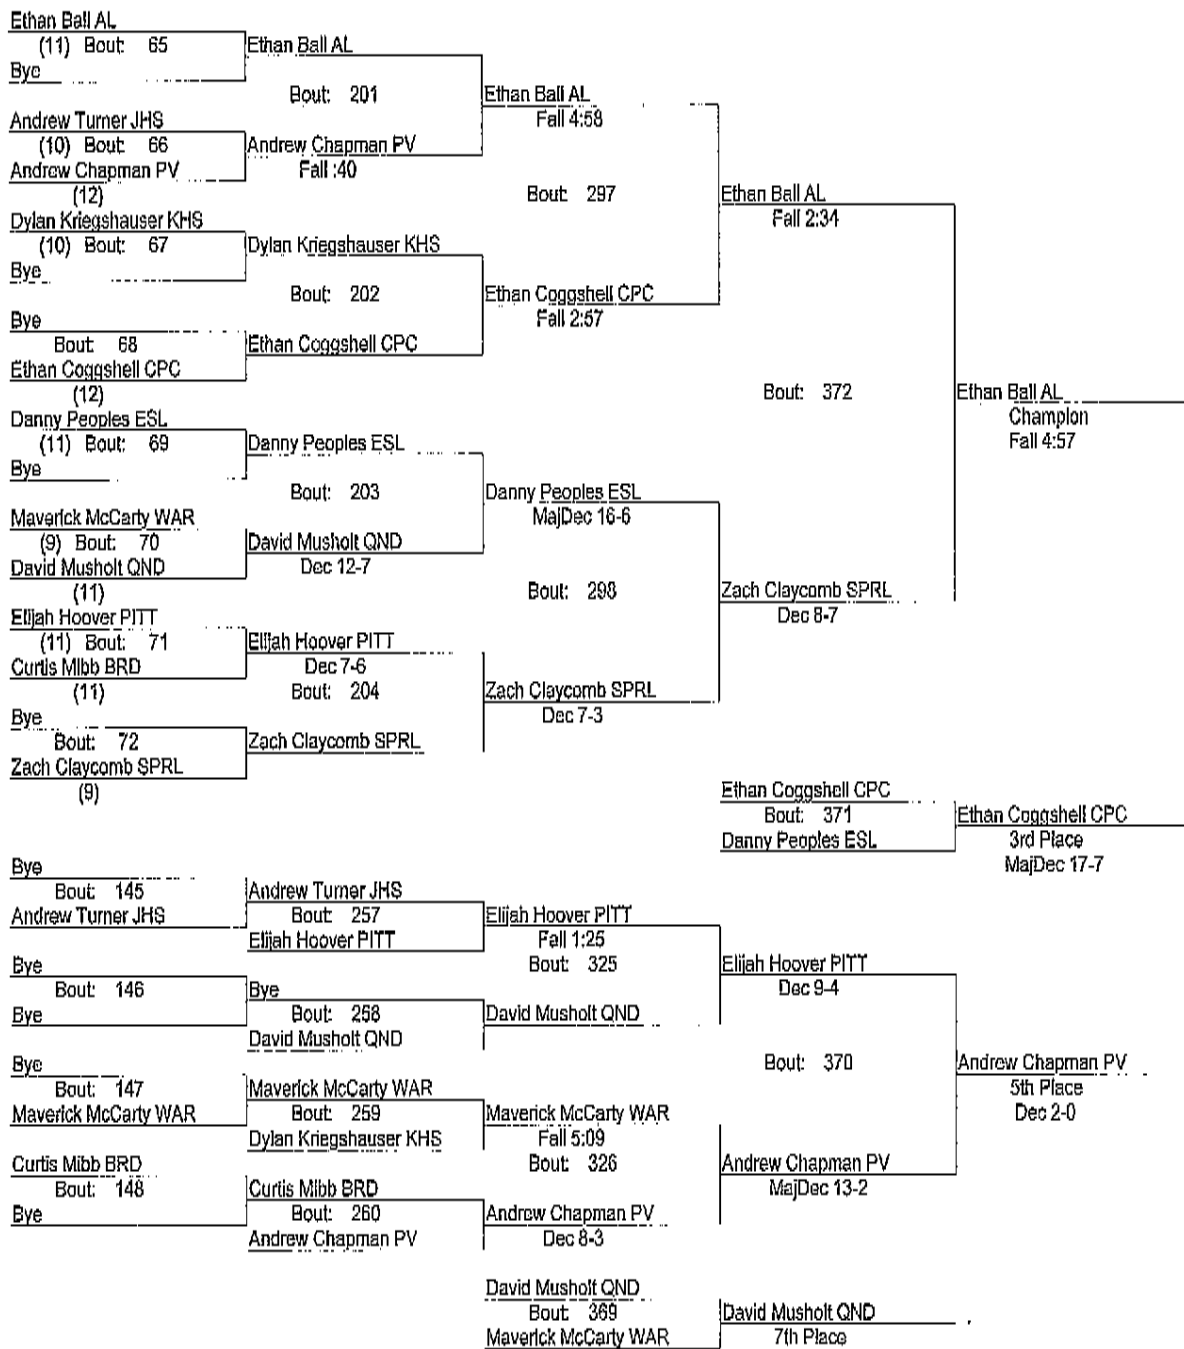 Ethan Ball AL
(11) Bout: 65
Bye
Ethan Ball AL
Bout: 201
Andrew Turner JHS
(10) Bout: 66
Andrew Chapman PV
(12)
Andrew Chapman PV
Fall :40
Ethan Ball AL
Fall 4:58
Bout: 297
Dylan Kriegshauser KHS
(10) Bout: 67
Bye
Dylan Kriegshauser KHS
Bout: 202
Bye
Bout: 68
Ethan Coggshell CPC
(12)
Ethan Coggshell CPC
Ethan Coggshell CPC
Fall 2:57
Ethan Ball AL
Fall 2:34
Bout: 372
Ethan Ball AL
Champion
Fall 4:57
Danny Peoples ESL
(11) Bout: 69
Bye
Danny Peoples ESL
Bout: 203
Maverick McCarty WAR
(9) Bout: 70
David Musholt QND
(11)
David Musholt QND
Dec 12-7
Danny Peoples ESL
MajDec 16-6
Bout: 298
Elijah Hoover PITT
(11) Bout: 71
Curtis Mibb BRD
(11)
Elijah Hoover PITT
Dec 7-6
Bout: 204
Bye
Bout: 72
Zach Claycomb SPRL
(9)
Zach Claycomb SPRL
Zach Claycomb SPRL
Dec 7-3
Zach Claycomb SPRL
Dec 8-7
Ethan Coggshell CPC
Bout: 371
Danny Peoples ESL
Ethan Coggshell CPC
3rd Place
MajDec 17-7
Bye
Bout: 145
Andrew Turner JHS
Andrew Turner JHS
Bout: 257
Elijah Hoover PITT
Elijah Hoover PITT
Fall 1:25
Bout: 325
Bye
Bout: 146
Bye
Bye
Bout: 258
David Musholt QND
David Musholt QND
Elijah Hoover PITT
Dec 9-4
Bout: 370
Bye
Bout: 147
Maverick McCarty WAR
Maverick McCarty WAR
Bout: 259
Dylan Kriegshauser KHS
Maverick McCarty WAR
Fall 5:09
Bout: 326
Curtis Mibb BRD
Bout: 148
Bye
Curtis Mibb BRD
Bout: 260
Andrew Chapman PV
Andrew Chapman PV
Dec 8-3
Andrew Chapman PV
MajDec 13-2
Andrew Chapman PV
5th Place
Dec 2-0
David Musholt QND
Bout: 369
Maverick McCarty WAR
David Musholt QND
7th Place